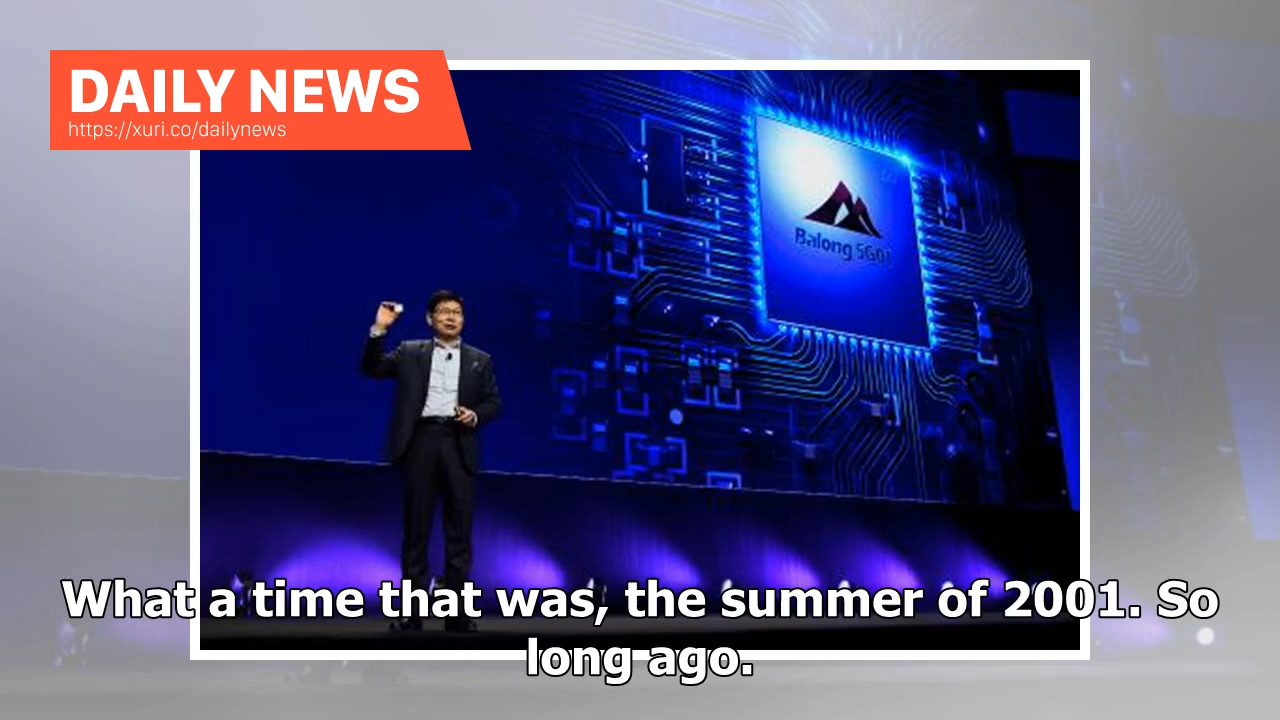 DAILY NEWS
https://xuri.co/dailynews
Balong 5G01
What a time that was, the summer of 2001. So
long ago.